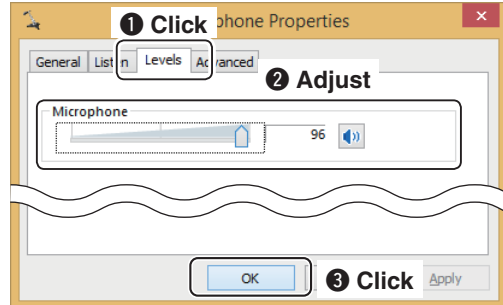 ❶ Click
phone Properties
General Listen Levels Advanced
❷ Adjust
Microphone
96
OK
❸ Click
Apply